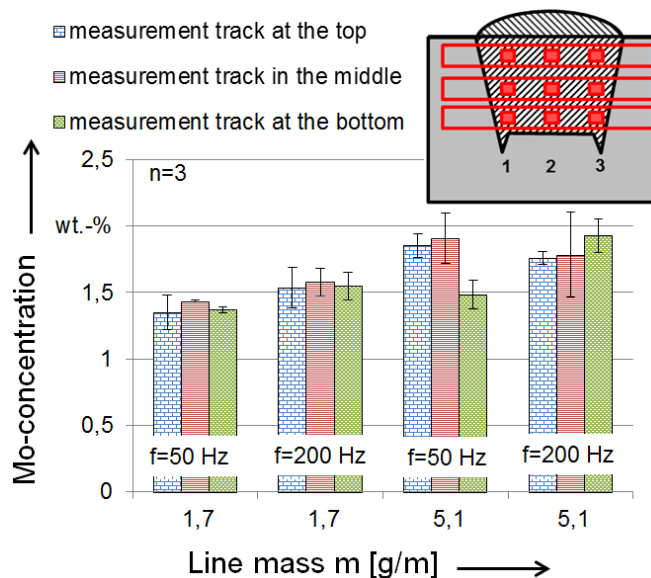 measurement track at the top
measurement track in the middle
measurement track at the bottom
1 2 3
2,5
n=3
wt.-%
1,5
1
0,5
0
Mo-concentration
f=50 Hz f=200 Hz f=50 Hz f=200 Hz
1,7 1,7 5,1 5,1
Line mass m [g/m]